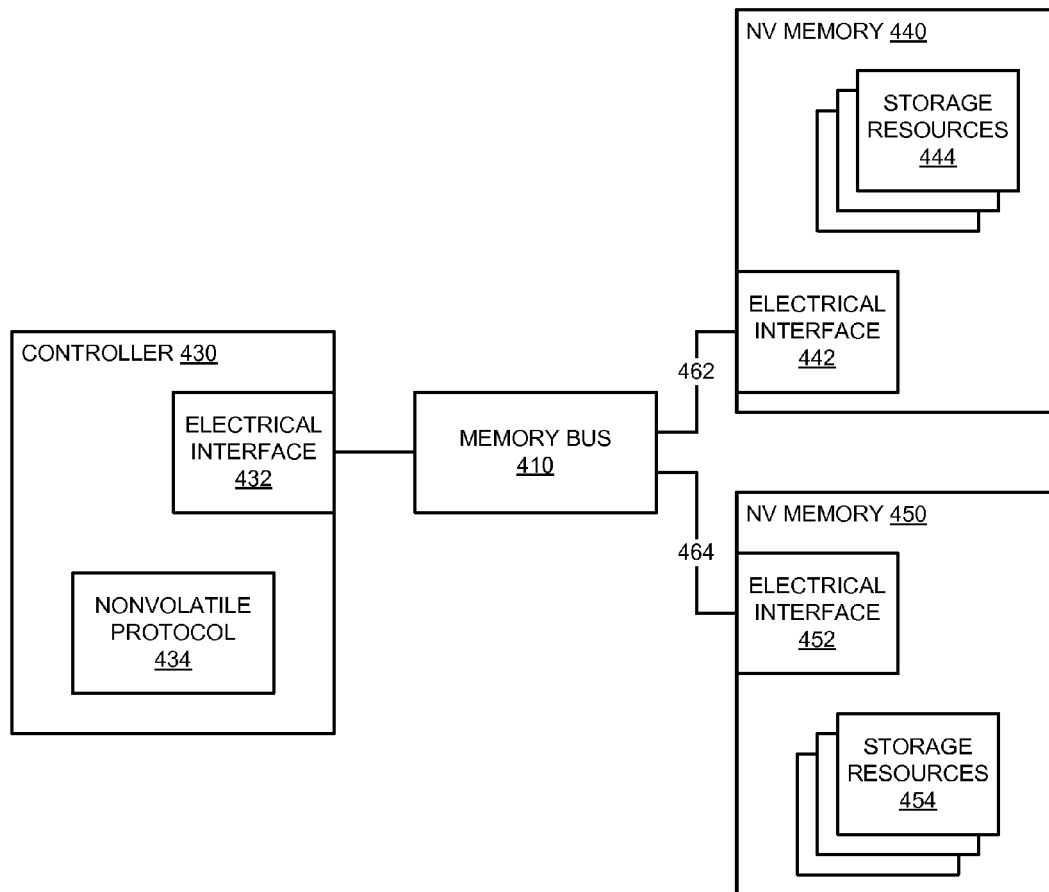 NV MEMORY 440
STORAGE
RESOURCES
444
ELECTRICAL
INTERFACE
442
CONTROLLER 430
ELECTRICAL
INTERFACE
432
NONVOLATILE
PROTOCOL
434
MEMORY BUS
410
462
464
NV MEMORY 450
ELECTRICAL
INTERFACE
452
STORAGE
RESOURCES
454